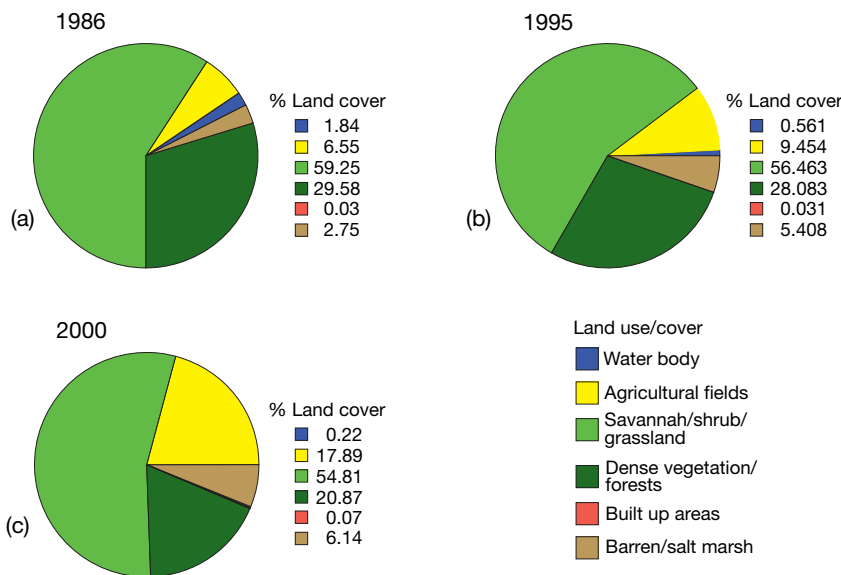 1986
% Land cover
1.84
6.55
59.25
29.58
0.03
2.75
(a)
1995
% Land cover
0.561
9.454
56.463
28.083
0.031
5.408
(b)
2000
% Land cover
0.22
17.89
54.81
20.87
0.07
6.14
(c)
Land use/cover
Water body
Agricultural fields
Savannah/shrub/
grassland
Dense vegetation/
forests
Built up areas
Barren/salt marsh